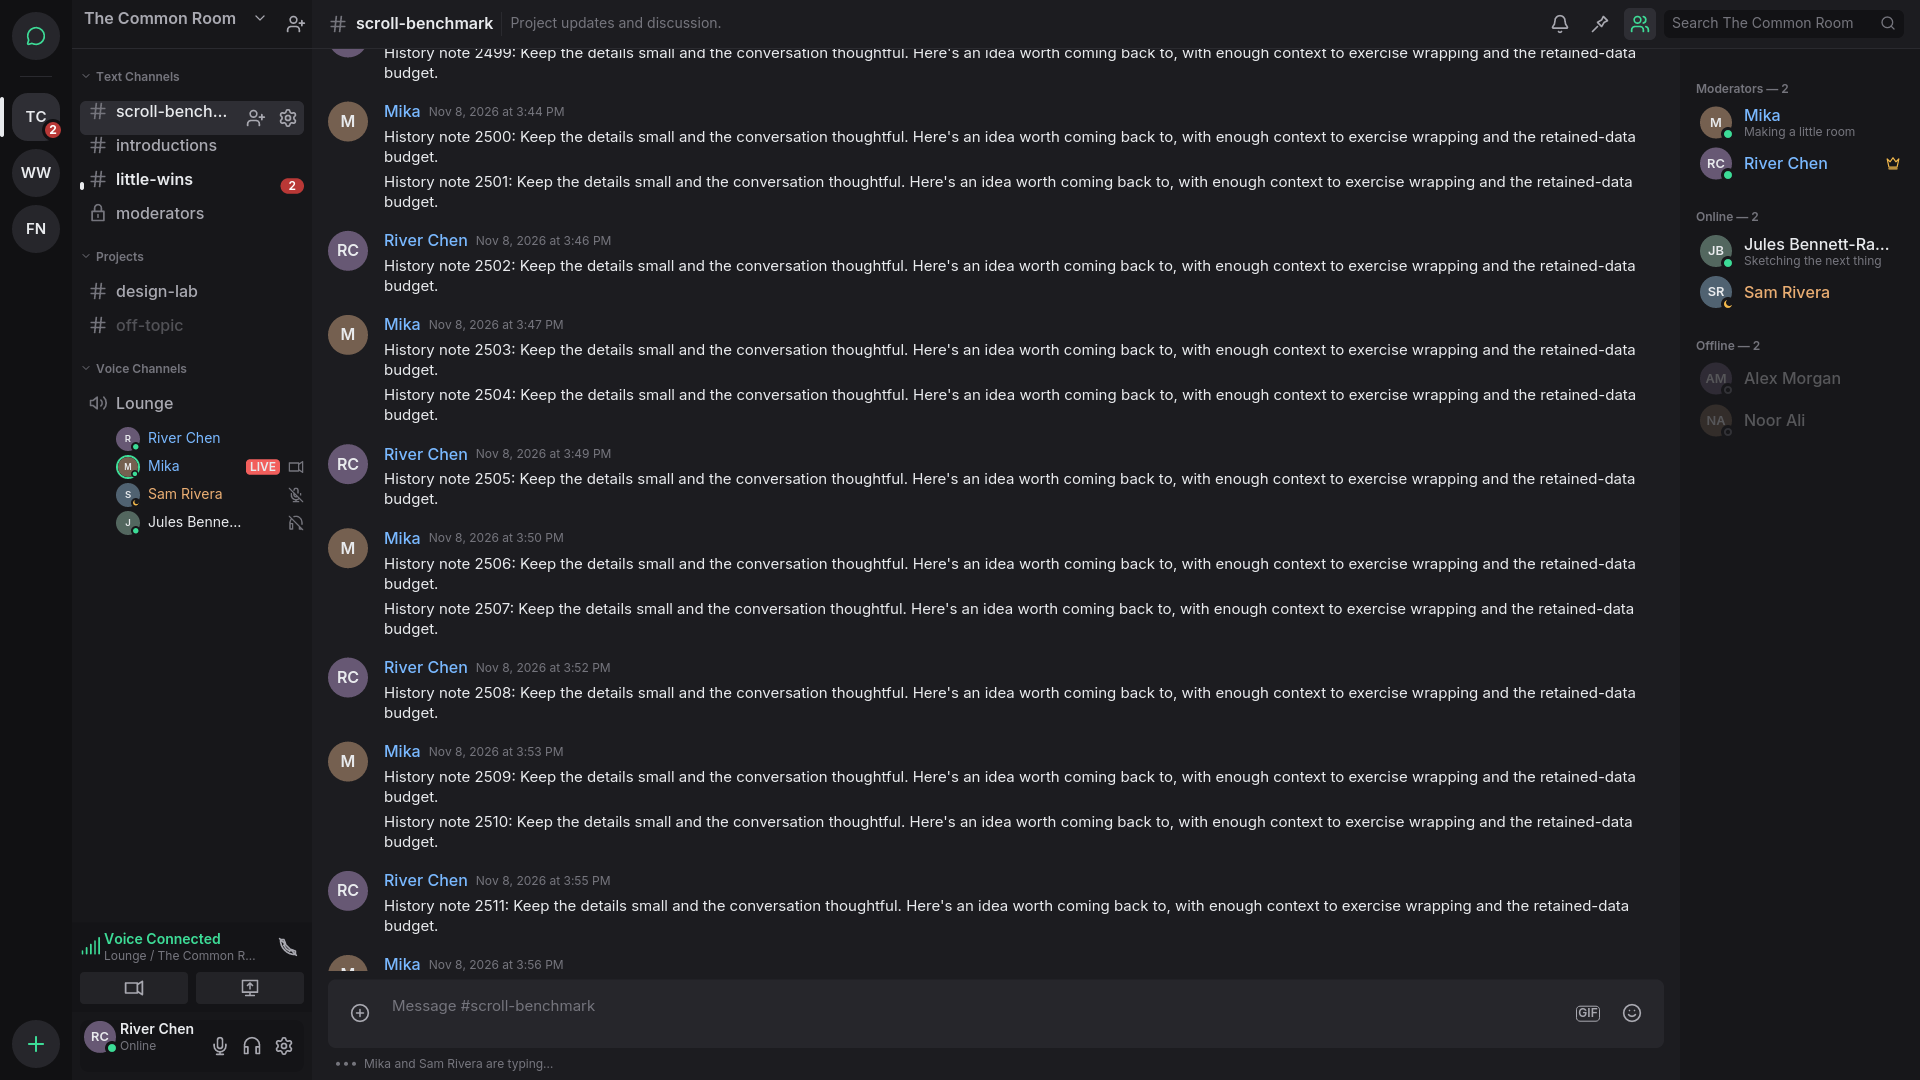 TC
2
WW
FN
The Common Room
Text Channels
scroll-bench...
introductions
little-wins
2
moderators
Projects
design-lab
off-topic
Voice Channels
Lounge
R
River Chen
M
Mika
LIVE
S
Sam Rivera
J
Jules Benne...
Voice Connected
Lounge / The Common R...
RC
River Chen
Online
scroll-benchmark
Project updates and discussion.
Search The Common Room
History note 2499: Keep the details small and the conversation thoughtful. Here's an idea worth coming back to, with enough context to exercise wrapping and the retained-data
budget.
M
Mika Nov 8, 2026 at 3:44 PM
History note 2500: Keep the details small and the conversation thoughtful. Here's an idea worth coming back to, with enough context to exercise wrapping and the retained-data
budget.
History note 2501: Keep the details small and the conversation thoughtful. Here's an idea worth coming back to, with enough context to exercise wrapping and the retained-data
budget.
RC
River Chen Nov 8, 2026 at 3:46 PM
History note 2502: Keep the details small and the conversation thoughtful. Here's an idea worth coming back to, with enough context to exercise wrapping and the retained-data
budget.
M
Mika Nov 8, 2026 at 3:47 PM
History note 2503: Keep the details small and the conversation thoughtful. Here's an idea worth coming back to, with enough context to exercise wrapping and the retained-data
budget.
History note 2504: Keep the details small and the conversation thoughtful. Here's an idea worth coming back to, with enough context to exercise wrapping and the retained-data
budget.
RC
River Chen Nov 8, 2026 at 3:49 PM
History note 2505: Keep the details small and the conversation thoughtful. Here's an idea worth coming back to, with enough context to exercise wrapping and the retained-data
budget.
M
Mika Nov 8, 2026 at 3:50 PM
History note 2506: Keep the details small and the conversation thoughtful. Here's an idea worth coming back to, with enough context to exercise wrapping and the retained-data
budget.
History note 2507: Keep the details small and the conversation thoughtful. Here's an idea worth coming back to, with enough context to exercise wrapping and the retained-data
budget.
RC
River Chen Nov 8, 2026 at 3:52 PM
History note 2508: Keep the details small and the conversation thoughtful. Here's an idea worth coming back to, with enough context to exercise wrapping and the retained-data
budget.
M
Mika Nov 8, 2026 at 3:53 PM
History note 2509: Keep the details small and the conversation thoughtful. Here's an idea worth coming back to, with enough context to exercise wrapping and the retained-data
budget.
History note 2510: Keep the details small and the conversation thoughtful. Here's an idea worth coming back to, with enough context to exercise wrapping and the retained-data
budget.
RC
River Chen Nov 8, 2026 at 3:55 PM
History note 2511: Keep the details small and the conversation thoughtful. Here's an idea worth coming back to, with enough context to exercise wrapping and the retained-data
budget.
Mika Nov 8, 2026 at 3:56 PM
Message #scroll-benchmark
GIF
Mika and Sam Rivera are typing...
Moderators — 2
M
Mika
Making a little room
RC
River Chen
Online — 2
JB
Jules Bennett-Ra...
Sketching the next thing
SR
Sam Rivera
Offline — 2
AM
Alex Morgan
NA
Noor Ali